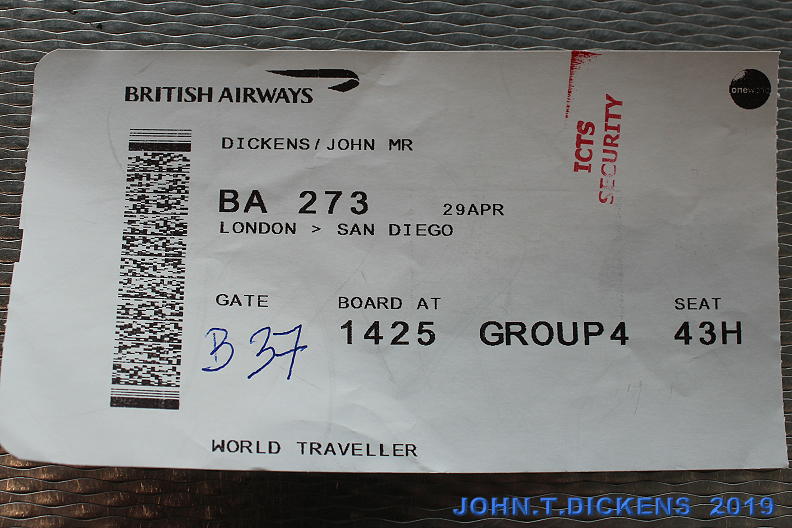 BRITISH AIRWAYS
oneworld
ICTS
SECURITY
DICKENS/JOHN MR
BA 273 29APR
LONDON > SAN DIEGO
GATE BOARD AT SEAT
B 37 1425 GROUP4 43H
WORLD TRAVELLER
JOHN.T.DICKENS 2019